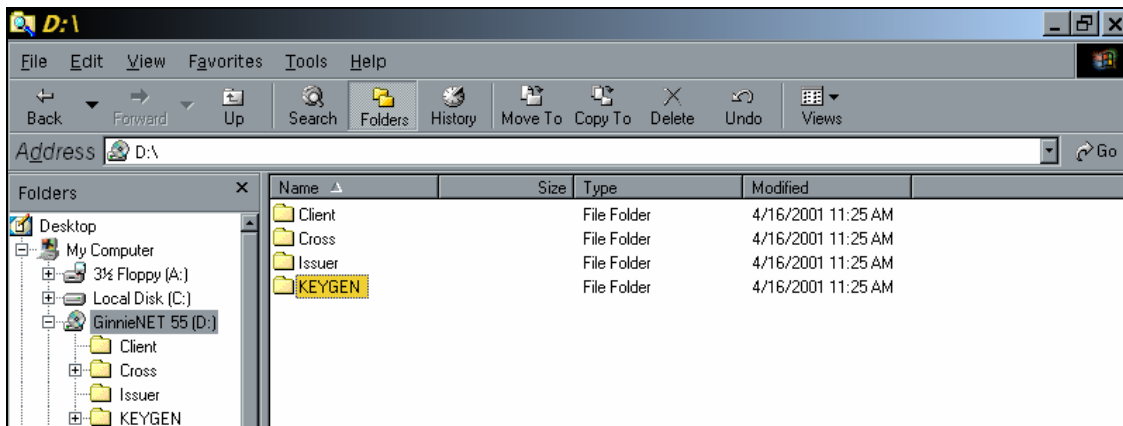 D:\
File Edit View Favorites Tools Help
Back Forward Up Search Folders History Move To Copy To Delete Undo Views
Address D:\ Go
Folders
Desktop
My Computer
3½ Floppy (A:)
Local Disk (C:)
GinnieNET 55 (D:)
Client
Cross
Issuer
KEYGEN
Name Size Type Modified
Client File Folder 4/16/2001 11:25 AM
Cross File Folder 4/16/2001 11:25 AM
Issuer File Folder 4/16/2001 11:25 AM
KEYGEN File Folder 4/16/2001 11:25 AM